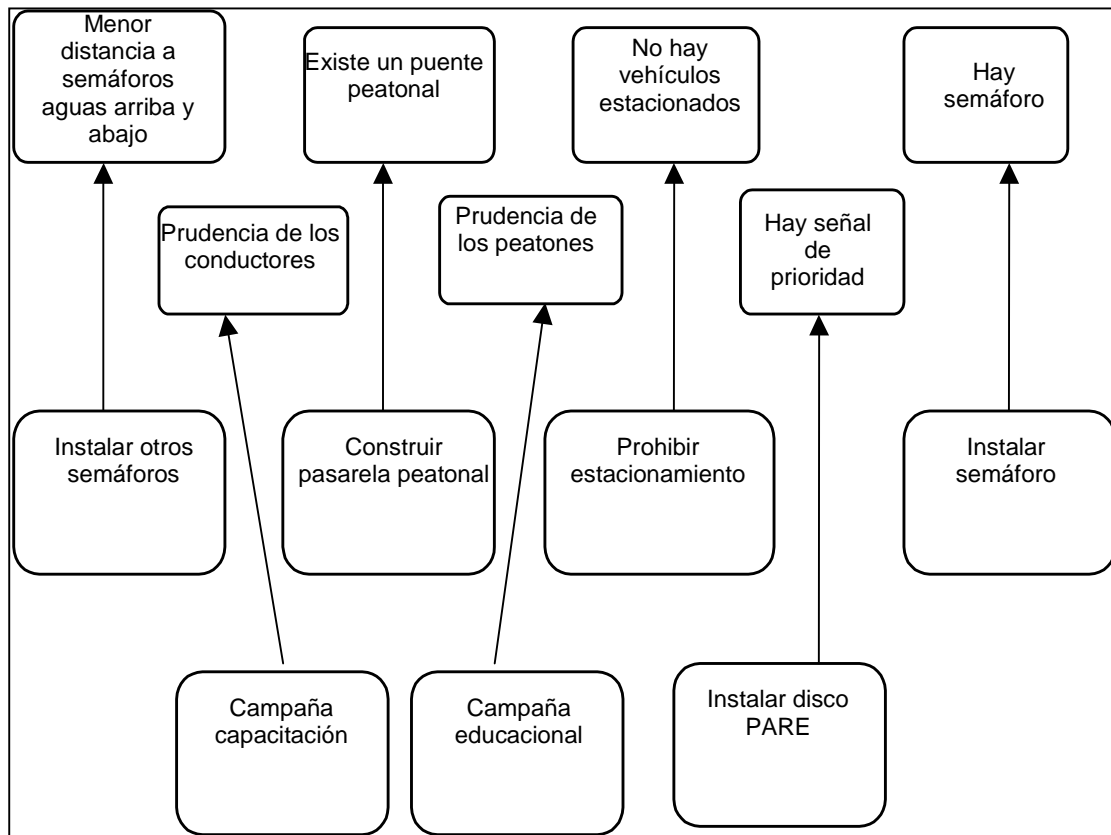 Menor
distancia a
semáforos
aguas arriba y
abajo
Existe un puente
peatonal
No hay
vehículos
estacionados
Hay
semáforo
Prudencia de los
conductores
Prudencia de
los peatones
Hay señal
de
prioridad
Instalar otros
semáforos
Construir
pasarela peatonal
Prohibir
estacionamiento
Instalar
semáforo
Campaña
capacitación
Campaña
educacional
Instalar disco
PARE